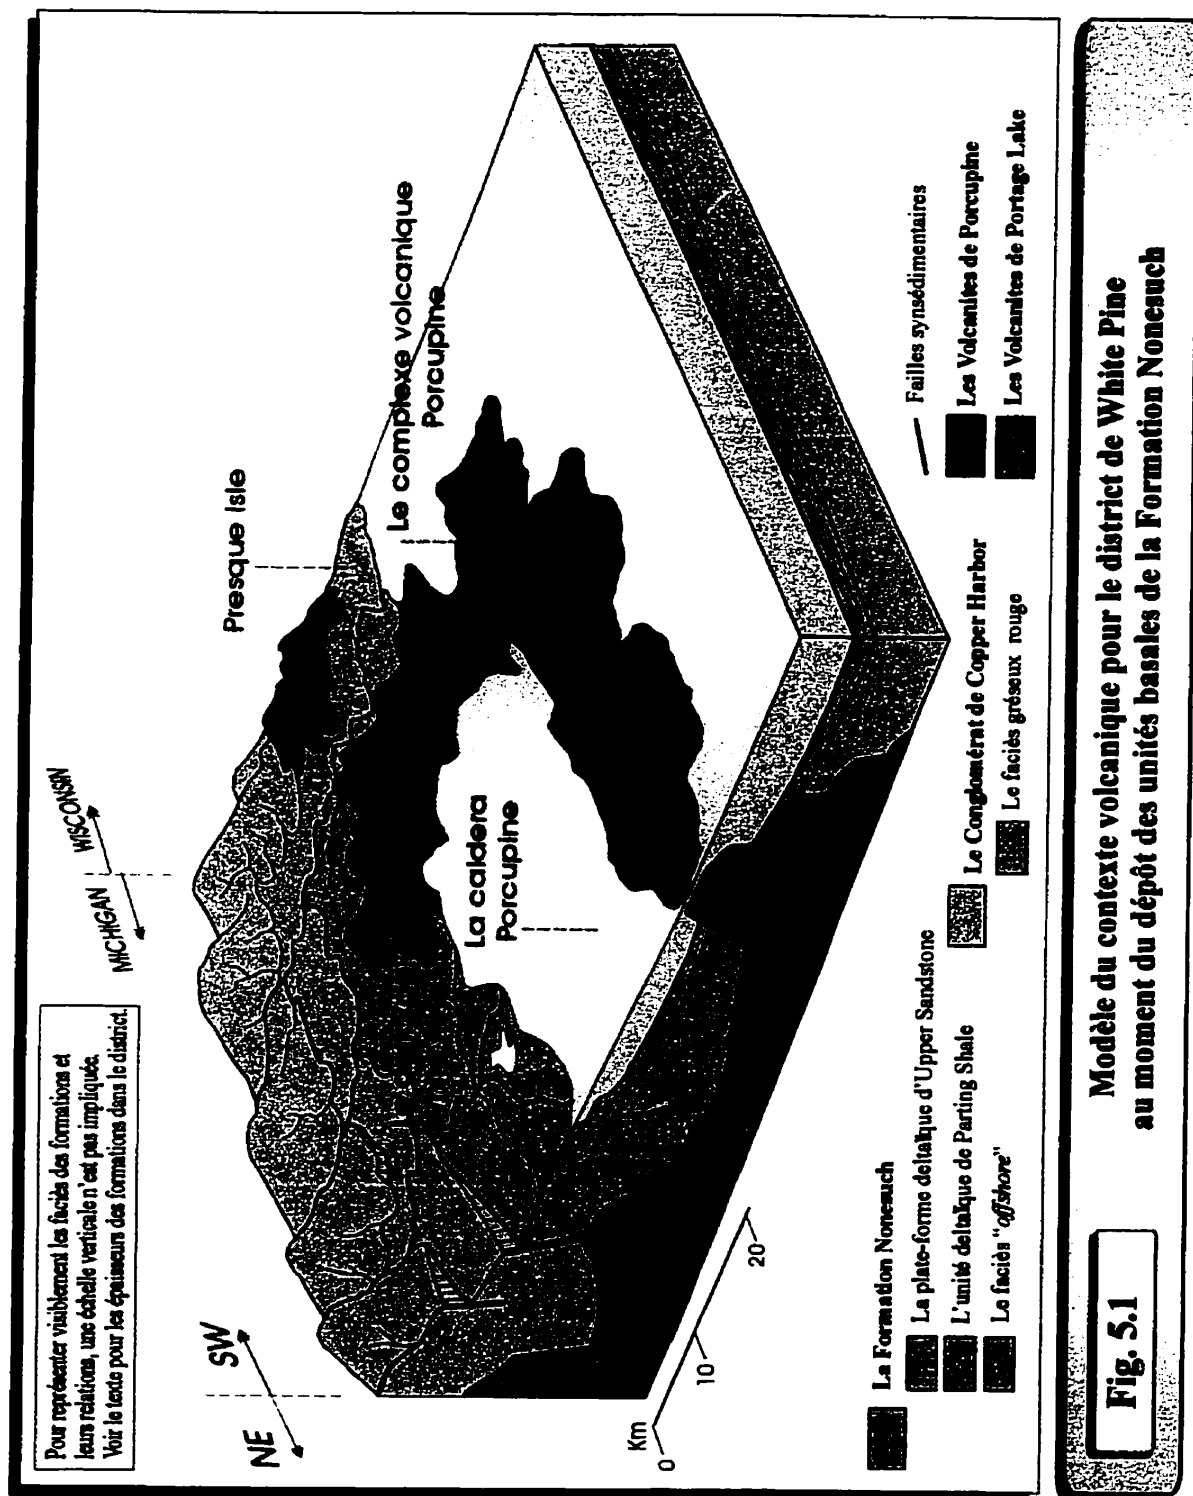 Pour représenter visiblement les faciès des formations et
leurs relations, une échelle verticale n'est pas impliquée.
Voir le texte pour les épaisseurs des formations dans le district.
MICHIGAN
WISCONSIN
NE
SW
Presque Isle
Le complexe volcanique
Porcupine
La caldera
Porcupine
Km
0
10
20
La Formation Nonesuch
La plate-forme deltaïque d'Upper Sandstone
L'unité deltaïque de Parting Shale
Le faciès "offshore"
Le Conglomérat de Copper Harbor
Le faciès gréseux rouge
Failles synsédimentaires
Les Volcanites de Porcupine
Les Volcanites de Portage Lake
Fig. 5.1
Modèle du contexte volcanique pour le district de White Pine
au moment du dépôt des unités basales de la Formation Nonesuch